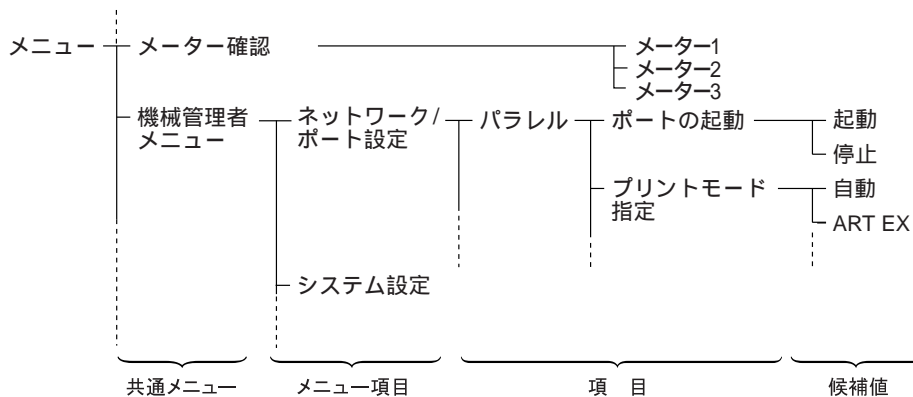 メニュー
メーター確認
メーター1
メーター2
メーター3
機械管理者
メニュー
ネットワーク/
ポート設定
パラレル
ポートの起動
起動
停止
プリントモード
指定
自動
ART EX
システム設定
共通メニュー
メニュー項目
項　目
候補値